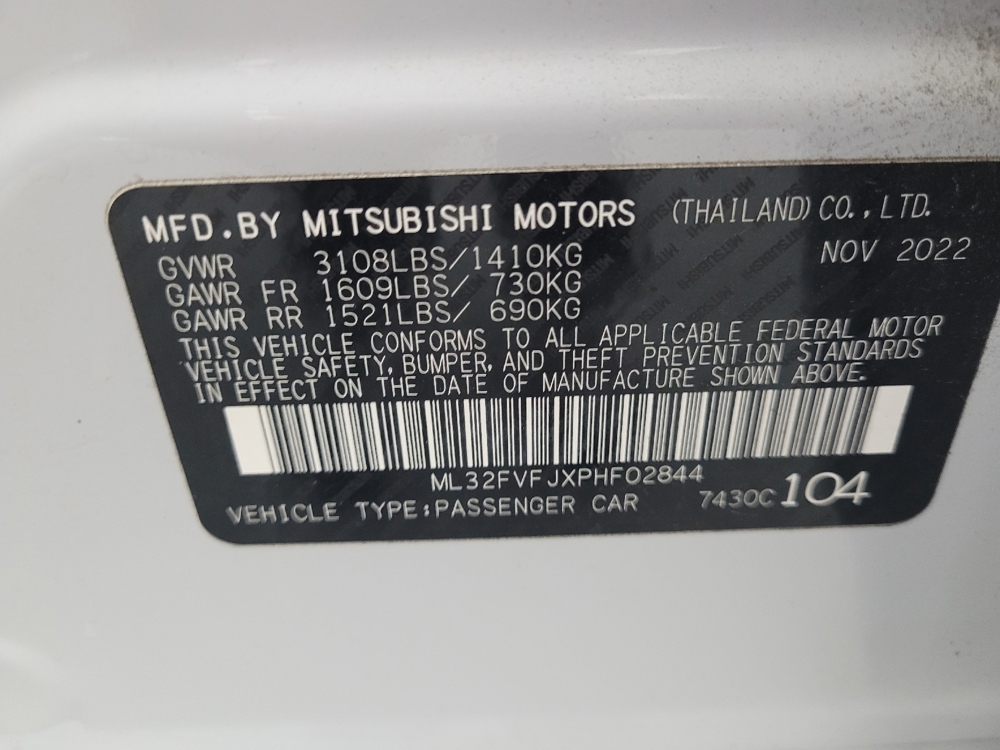 MFD.BY MITSUBISHI MOTORS (THAILAND) CO.,LTD.
GVWR 3108LBS/1410KG NOV 2022
GAWR FR 1609LBS/ 730KG
GAWR RR 1521LBS/ 690KG
THIS VEHICLE CONFORMS TO ALL APPLICABLE FEDERAL MOTOR
VEHICLE SAFETY, BUMPER, AND THEFT PREVENTION STANDARDS
IN EFFECT ON THE DATE OF MANUFACTURE SHOWN ABOVE.
ML32FVFJXPHF02844
VEHICLE TYPE:PASSENGER CAR 7430C 104